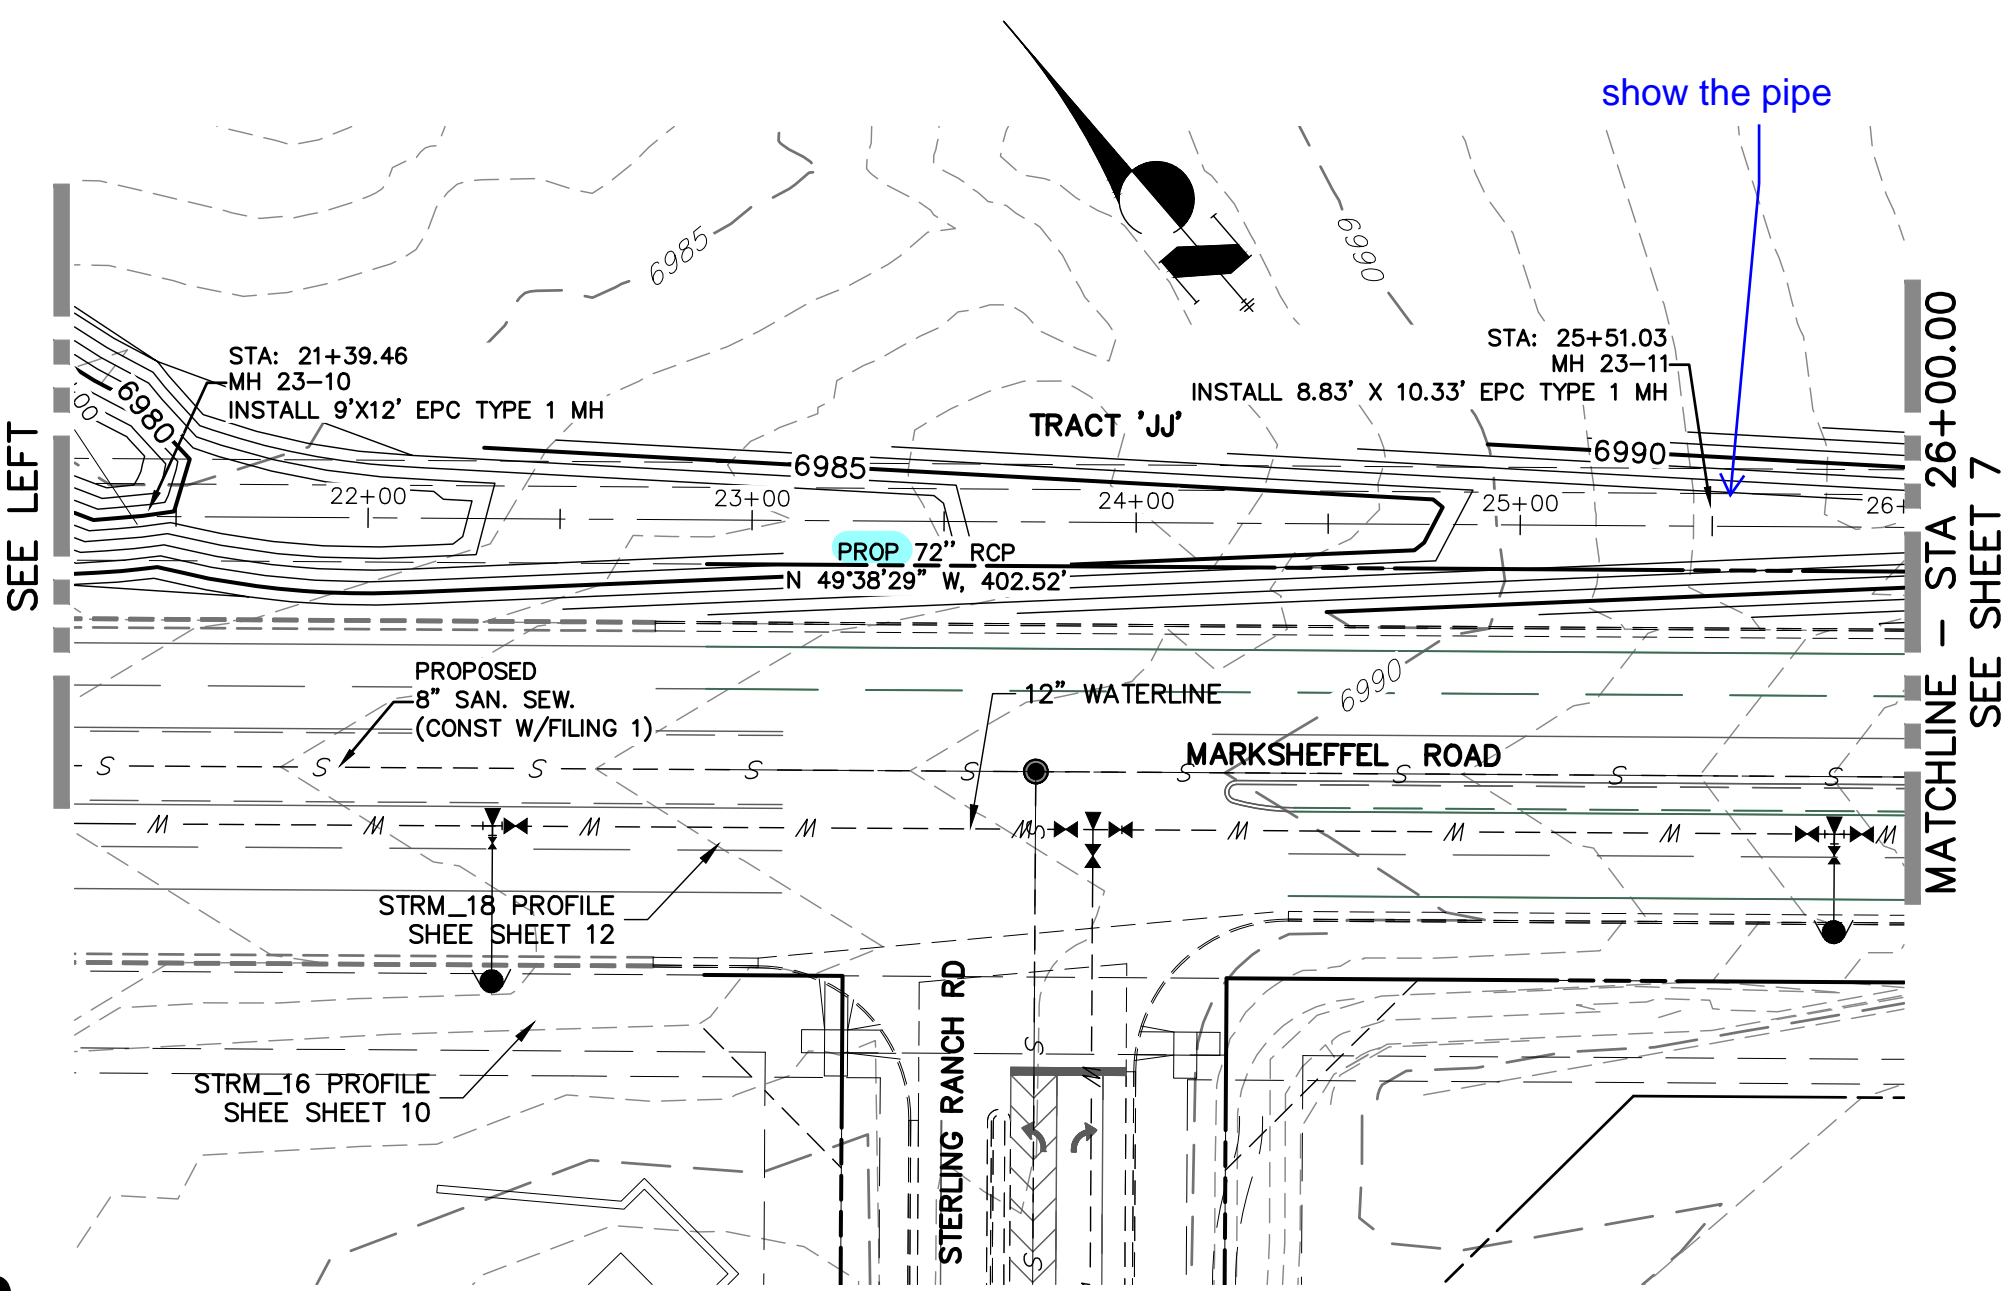 show the pipe
6985
6990
STA: 21+39.46
MH 23-10
INSTALL 9'X12' EPC TYPE 1 MH
STA: 25+51.03
MH 23-11
INSTALL 8.83' X 10.33' EPC TYPE 1 MH
TRACT 'JJ'
6980
00
6985
6990
22+00
23+00
24+00
25+00
26+
PROP 72" RCP
N 49°38'29" W, 402.52'
SEE LEFT
MATCHLINE - STA 26+00.00
SEE SHEET 7
PROPOSED
8" SAN. SEW.
(CONST W/FILING 1)
12" WATERLINE
6990
MARKSHEFFEL ROAD
S S S S S S S S S
W W W W W W W W W
S
STRM_18 PROFILE
SHEE SHEET 12
STRM_16 PROFILE
SHEE SHEET 10
STERLING RANCH RD
S
W
S